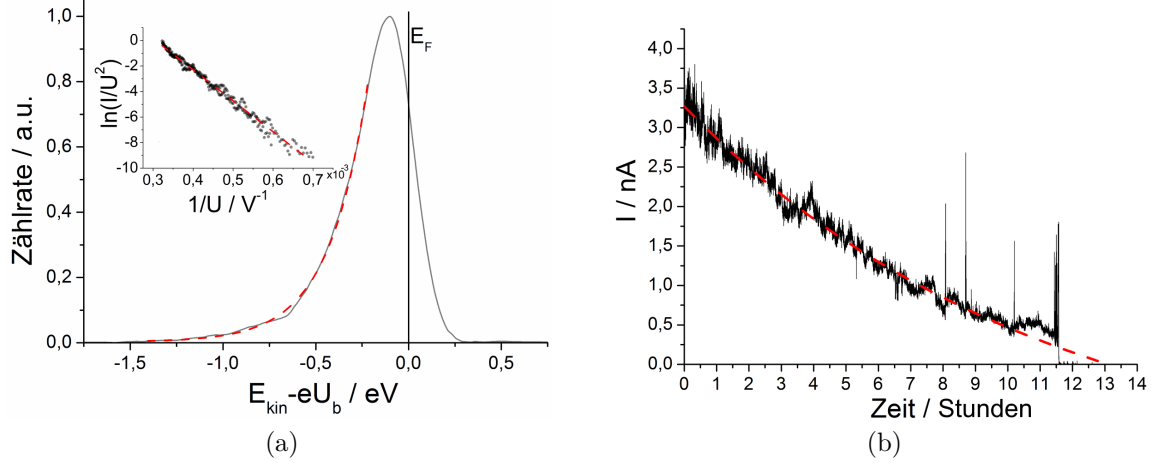 1,0
0,8
0,6
0,4
0,2
0,0
Zählrate / a.u.
-1,5 -1,0 -0,5 0,0 0,5
E_kin-eU_b / eV
E_F
0
-2
-4
-6
-8
-10
ln(I/U²)
0,3 0,4 0,5 0,6 0,7 x10⁻³
1/U / V⁻¹
(a)
4,0
3,5
3,0
2,5
2,0
1,5
1,0
0,5
0,0
I / nA
0 1 2 3 4 5 6 7 8 9 10 11 12 13 14
Zeit / Stunden
(b)